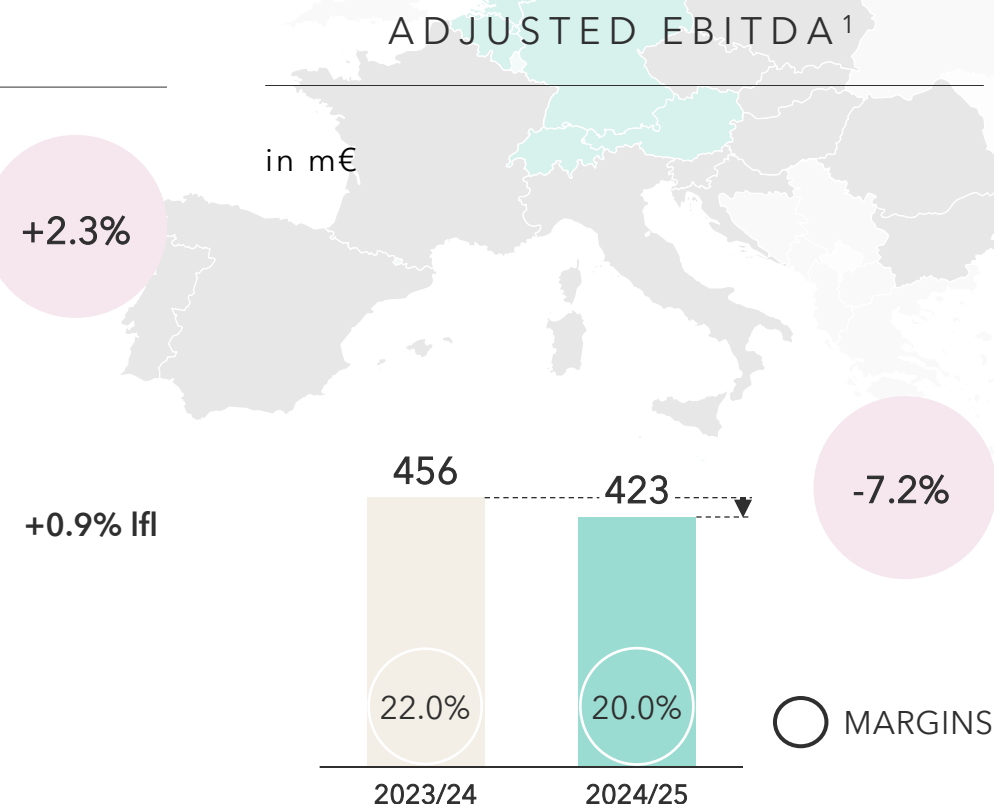 ADJUSTED EBITDA¹
in m€
+2.3%
456
423
-7.2%
+0.9% lfl
22.0%
20.0%
MARGINS
2023/24
2024/25